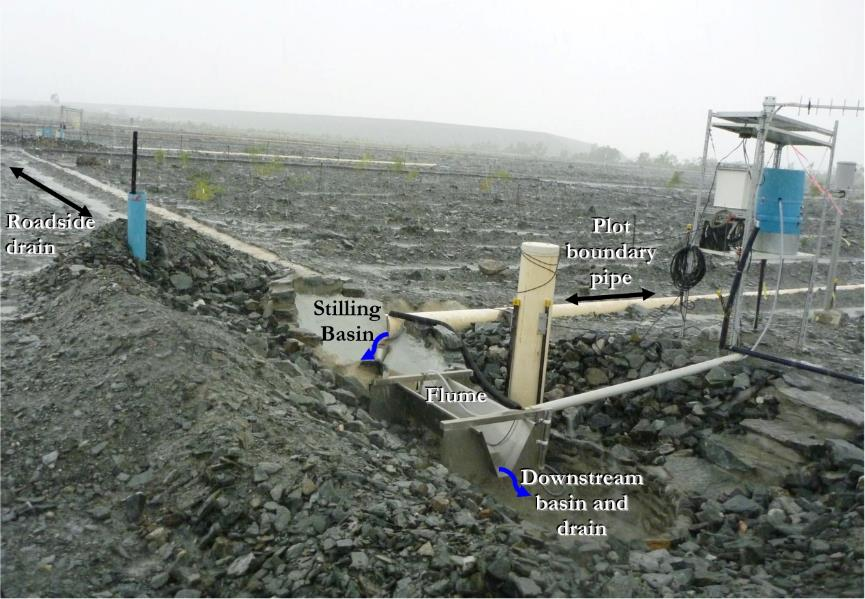 Roadside
drain
Plot
boundary
pipe
Stilling
Basin
Flume
Downstream
basin and
drain